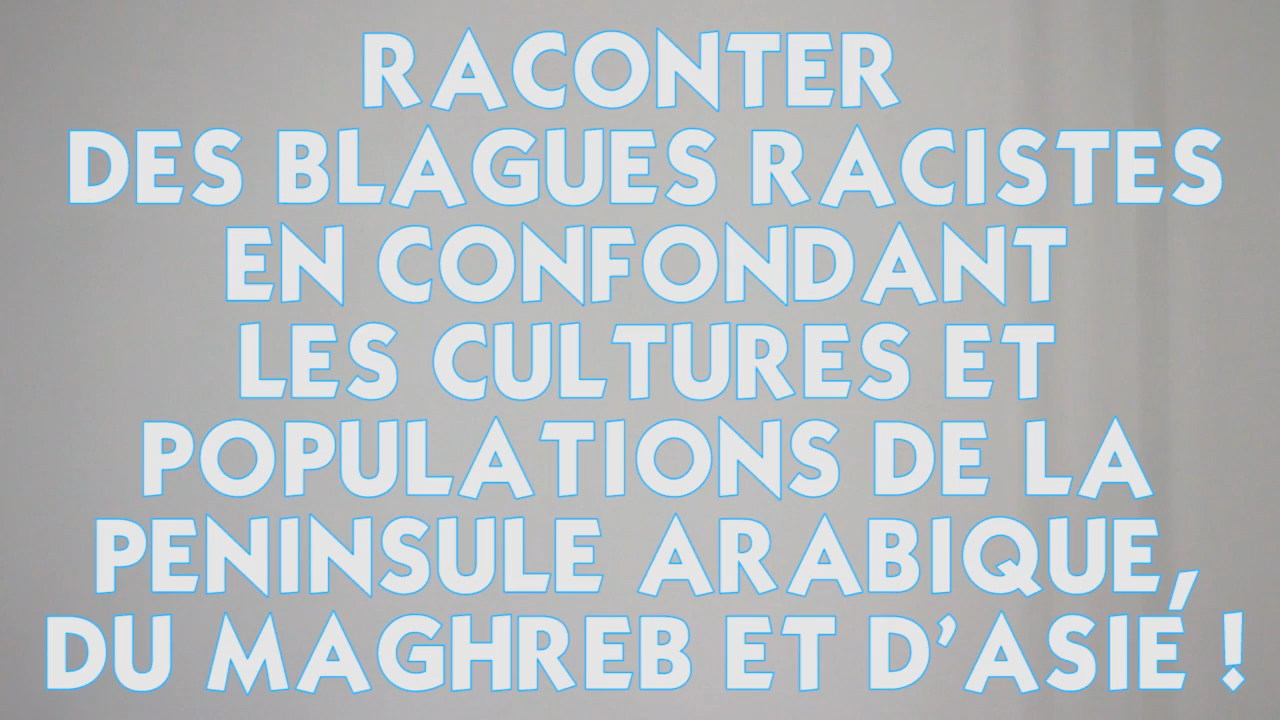 RACONTER
DES BLAGUES RACISTES
EN CONFONDANT
LES CULTURES ET
POPULATIONS DE LA
PENINSULE ARABIQUE,
DU MAGHREB ET D'ASIE !